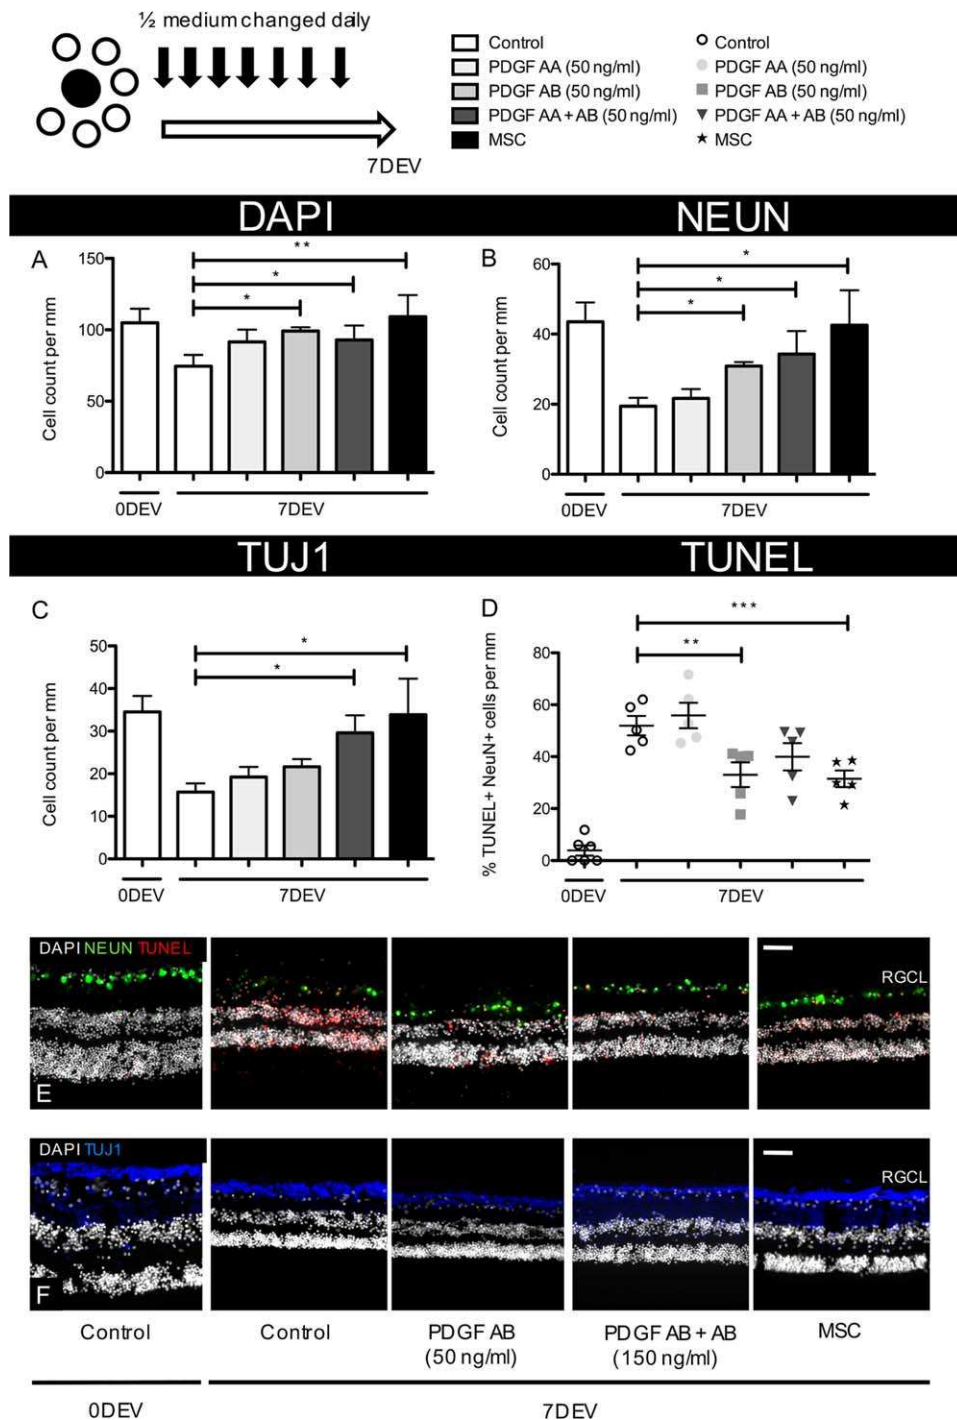 ½ medium changed daily
7DEV
Control
PDGF AA (50 ng/ml)
PDGF AB (50 ng/ml)
PDGF AA + AB (50 ng/ml)
MSC
Control
PDGF AA (50 ng/ml)
PDGF AB (50 ng/ml)
PDGF AA + AB (50 ng/ml)
MSC
DAPI
NEUN
A
Cell count per mm
150
100
50
0
**
*
*
0DEV
7DEV
B
Cell count per mm
60
40
20
0
*
*
*
0DEV
7DEV
TUJ1
TUNEL
C
Cell count per mm
50
40
30
20
10
0
*
*
0DEV
7DEV
D
% TUNEL+ NeuN+ cells per mm
80
60
40
20
0
***
**
0DEV
7DEV
DAPI NEUN TUNEL
RGCL
E
DAPI TUJ1
RGCL
F
Control
Control
PDGF AB
(50 ng/ml)
PDGF AB + AB
(150 ng/ml)
MSC
0DEV
7DEV